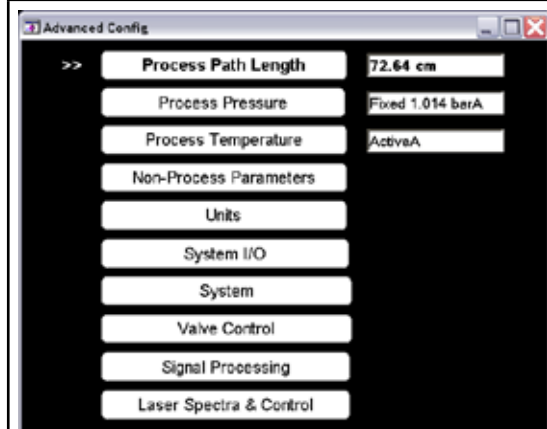 Advanced Config
>> Process Path Length 72.64 cm
Process Pressure Fixed 1.014 barA
Process Temperature ActiveA
Non-Process Parameters
Units
System I/O
System
Valve Control
Signal Processing
Laser Spectra & Control